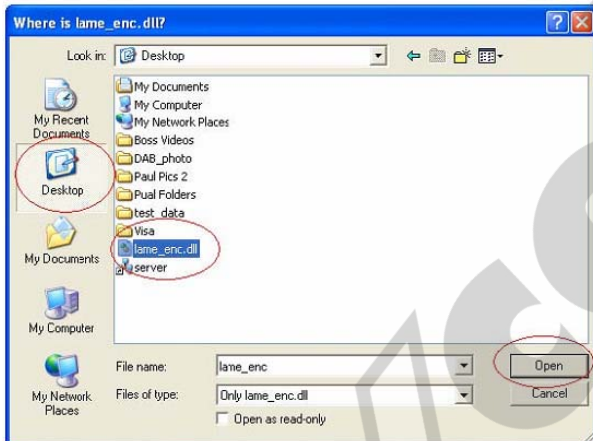 Where is lame_enc.dll?
Look in: Desktop
My Recent Documents
Desktop
My Documents
My Computer
My Network Places
My Documents
My Computer
My Network Places
Boss Videos
DAB_photo
Paul Pics 2
Pual Folders
test_data
Visa
lame_enc.dll
server
File name: lame_enc
Open
Files of type: Only lame_enc.dll
Cancel
Open as read-only